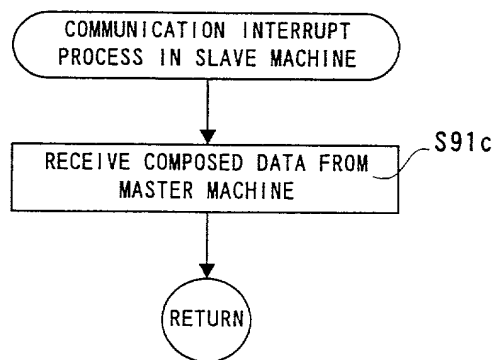 COMMUNICATION INTERRUPT
PROCESS IN SLAVE MACHINE
RECEIVE COMPOSED DATA FROM
MASTER MACHINE
S91c
RETURN